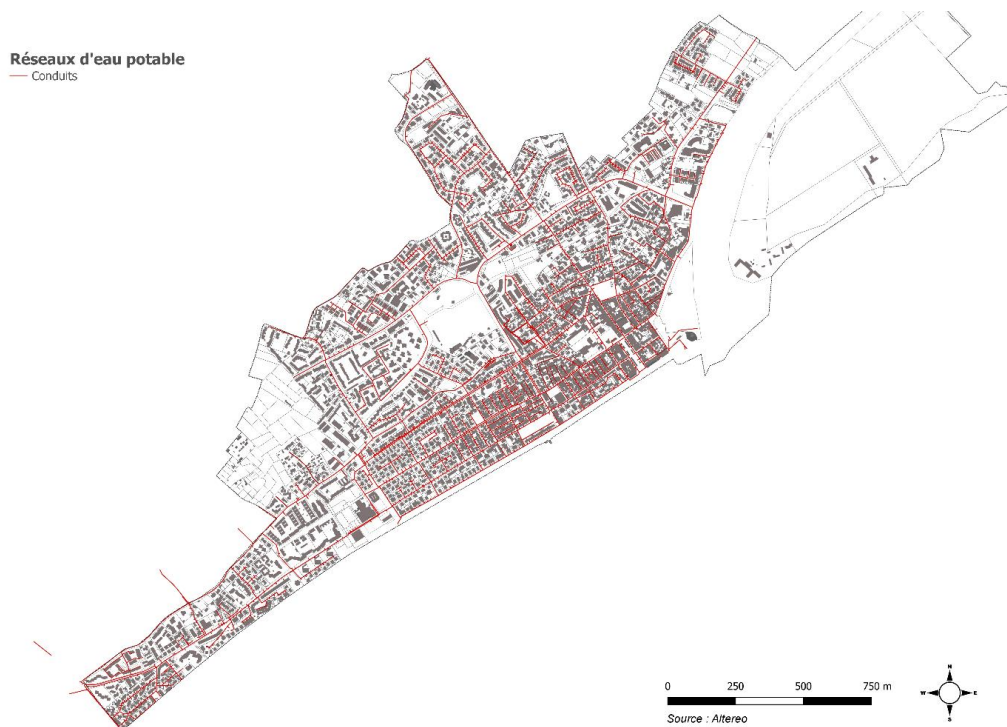 Réseaux d'eau potable
Conduits
0 250 500 750 m
Source : Altereo
N
W E
S